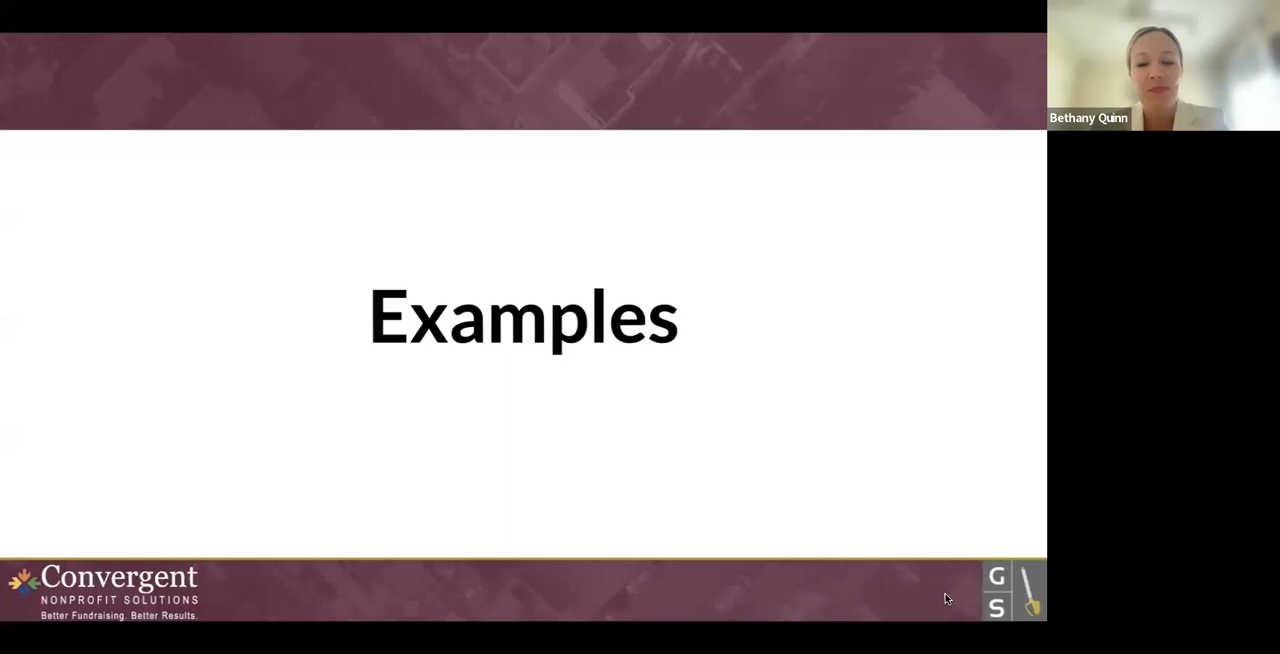 Bethany Quinn
Examples
Convergent
NONPROFIT SOLUTIONS
Better Fundraising. Better Results.
G
S